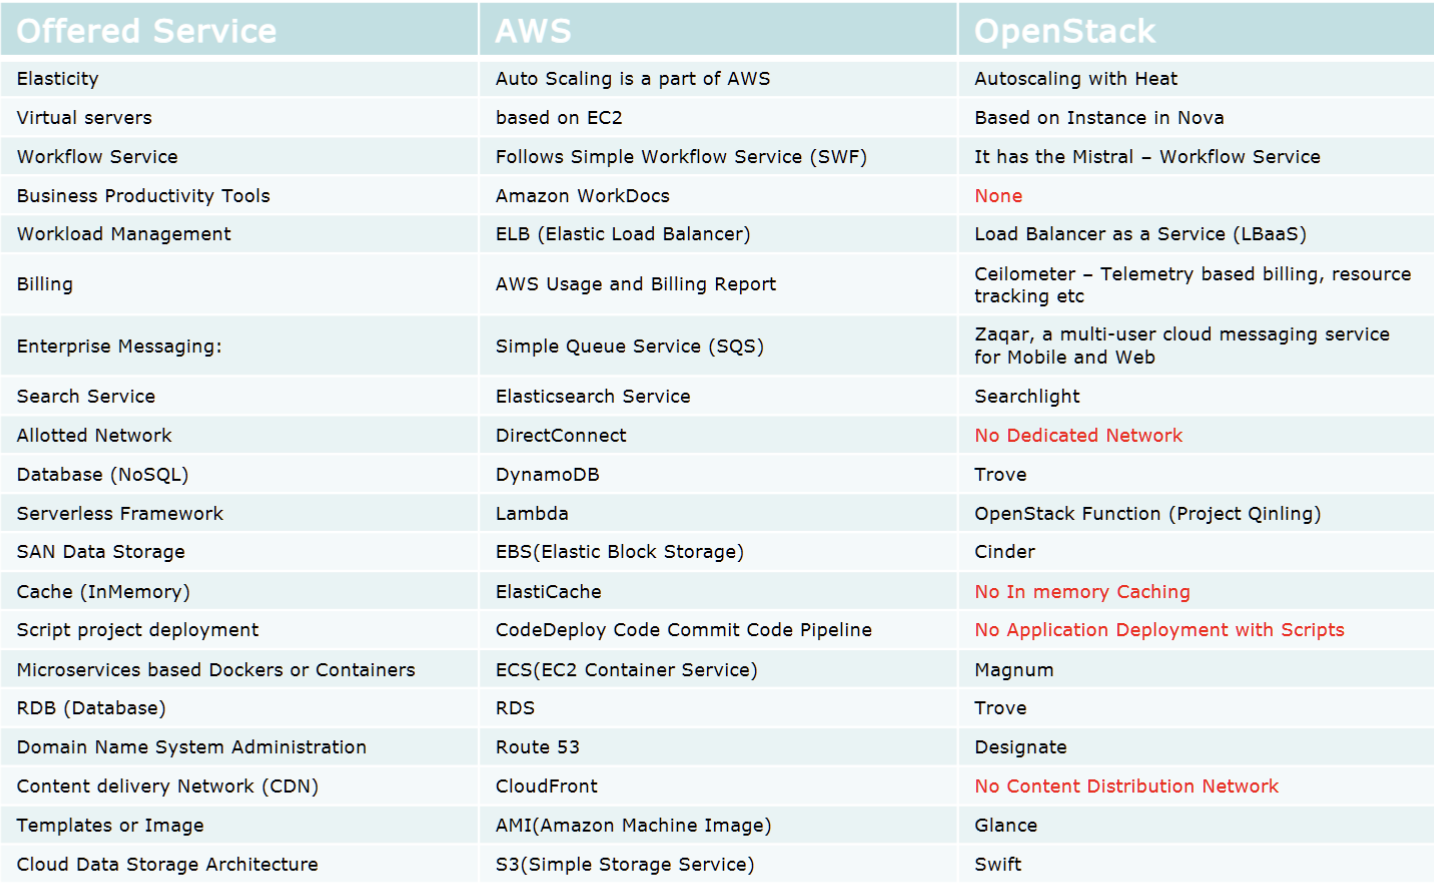 Offered Service AWS OpenStack
Elasticity Auto Scaling is a part of AWS Autoscaling with Heat
Virtual servers based on EC2 Based on Instance in Nova
Workflow Service Follows Simple Workflow Service (SWF) It has the Mistral – Workflow Service
Business Productivity Tools Amazon WorkDocs None
Workload Management ELB (Elastic Load Balancer) Load Balancer as a Service (LBaaS)
Billing AWS Usage and Billing Report Ceilometer – Telemetry based billing, resource
tracking etc
Enterprise Messaging: Simple Queue Service (SQS) Zaqar, a multi-user cloud messaging service
for Mobile and Web
Search Service Elasticsearch Service Searchlight
Allotted Network DirectConnect No Dedicated Network
Database (NoSQL) DynamoDB Trove
Serverless Framework Lambda OpenStack Function (Project Qinling)
SAN Data Storage EBS(Elastic Block Storage) Cinder
Cache (InMemory) ElastiCache No In memory Caching
Script project deployment CodeDeploy Code Commit Code Pipeline No Application Deployment with Scripts
Microservices based Dockers or Containers ECS(EC2 Container Service) Magnum
RDB (Database) RDS Trove
Domain Name System Administration Route 53 Designate
Content delivery Network (CDN) CloudFront No Content Distribution Network
Templates or Image AMI(Amazon Machine Image) Glance
Cloud Data Storage Architecture S3(Simple Storage Service) Swift